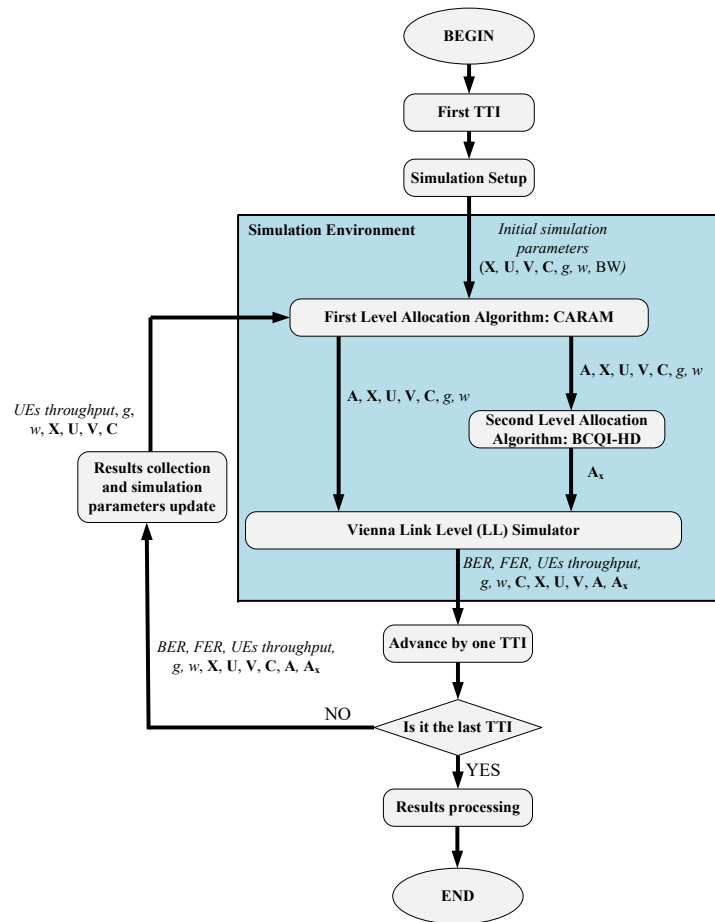 BEGIN
First TTI
Simulation Setup
Simulation Environment
Initial simulation
parameters
(X, U, V, C, g, w, BW)
First Level Allocation Algorithm: CARAM
A, X, U, V, C, g, w
A, X, U, V, C, g, w
Second Level Allocation
Algorithm: BCQI-HD
Aₓ
Vienna Link Level (LL) Simulator
BER, FER, UEs throughput,
g, w, C, X, U, V, A, Aₓ
UEs throughput, g,
w, X, U, V, C
Results collection
and simulation
parameters update
BER, FER, UEs throughput,
g, w, X, U, V, C, A, Aₓ
Advance by one TTI
NO
Is it the last TTI
YES
Results processing
END